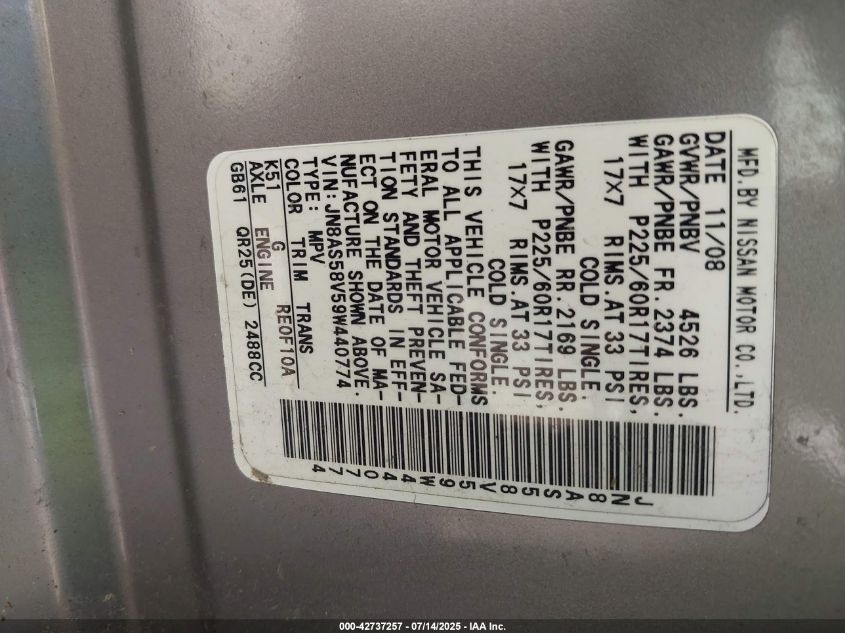 MFD.BY NISSAN MOTOR CO.,LTD.
DATE 11/08
GVWR/PNBV 4526 LBS.
GAWR/PNBE FR.2374 LBS.
WITH P225/60R17TIRES,
17X7 RIMS.AT 33 PSI
COLD SINGLE.
GAWR/PNBE RR.2169 LBS.
WITH P225/60R17TIRES,
17X7 RIMS.AT 33 PSI
COLD SINGLE.
THIS VEHICLE CONFORMS
TO ALL APPLICABLE FED-
ERAL MOTOR VEHICLE SA-
FETY AND THEFT PREVEN-
TION STANDARDS IN EFF-
ECT ON THE DATE OF MA-
NUFACTURE SHOWN ABOVE.
VIN: JN8AS58V59W440774
TYPE: MPV
COLOR TRIM TRANS
K51 G RE0F10A
AXLE ENGINE
GB61 QR25(DE) 2488CC
JN8AS58V59W440774
000-42737257 - 07/14/2025 - IAA Inc.